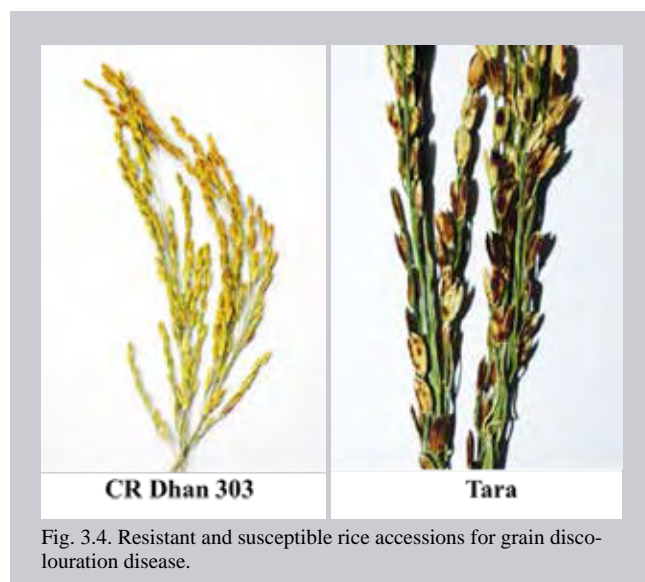 CR Dhan 303
Tara
Fig. 3.4. Resistant and susceptible rice accessions for grain disco-
louration disease.